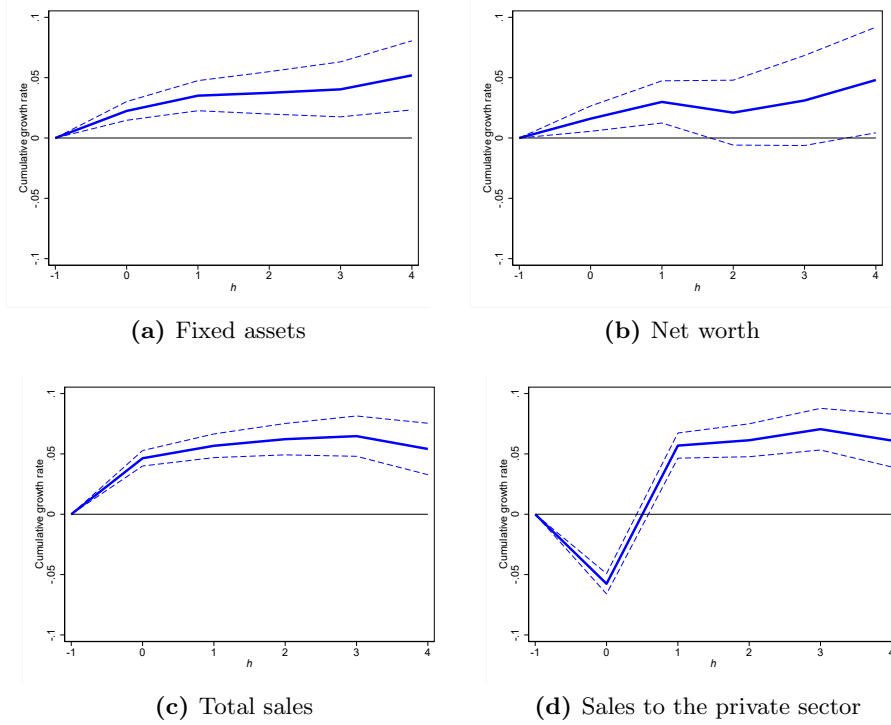 Cumulative growth rate
.1
.05
0
-.05
-.1
-1 0 1 2 3 4
h
(a) Fixed assets
Cumulative growth rate
.1
.05
0
-.05
-.1
-1 0 1 2 3 4
h
(b) Net worth
Cumulative growth rate
.1
.05
0
-.05
-.1
-1 0 1 2 3 4
h
(c) Total sales
Cumulative growth rate
.1
.05
0
-.05
-.1
-1 0 1 2 3 4
h
(d) Sales to the private sector